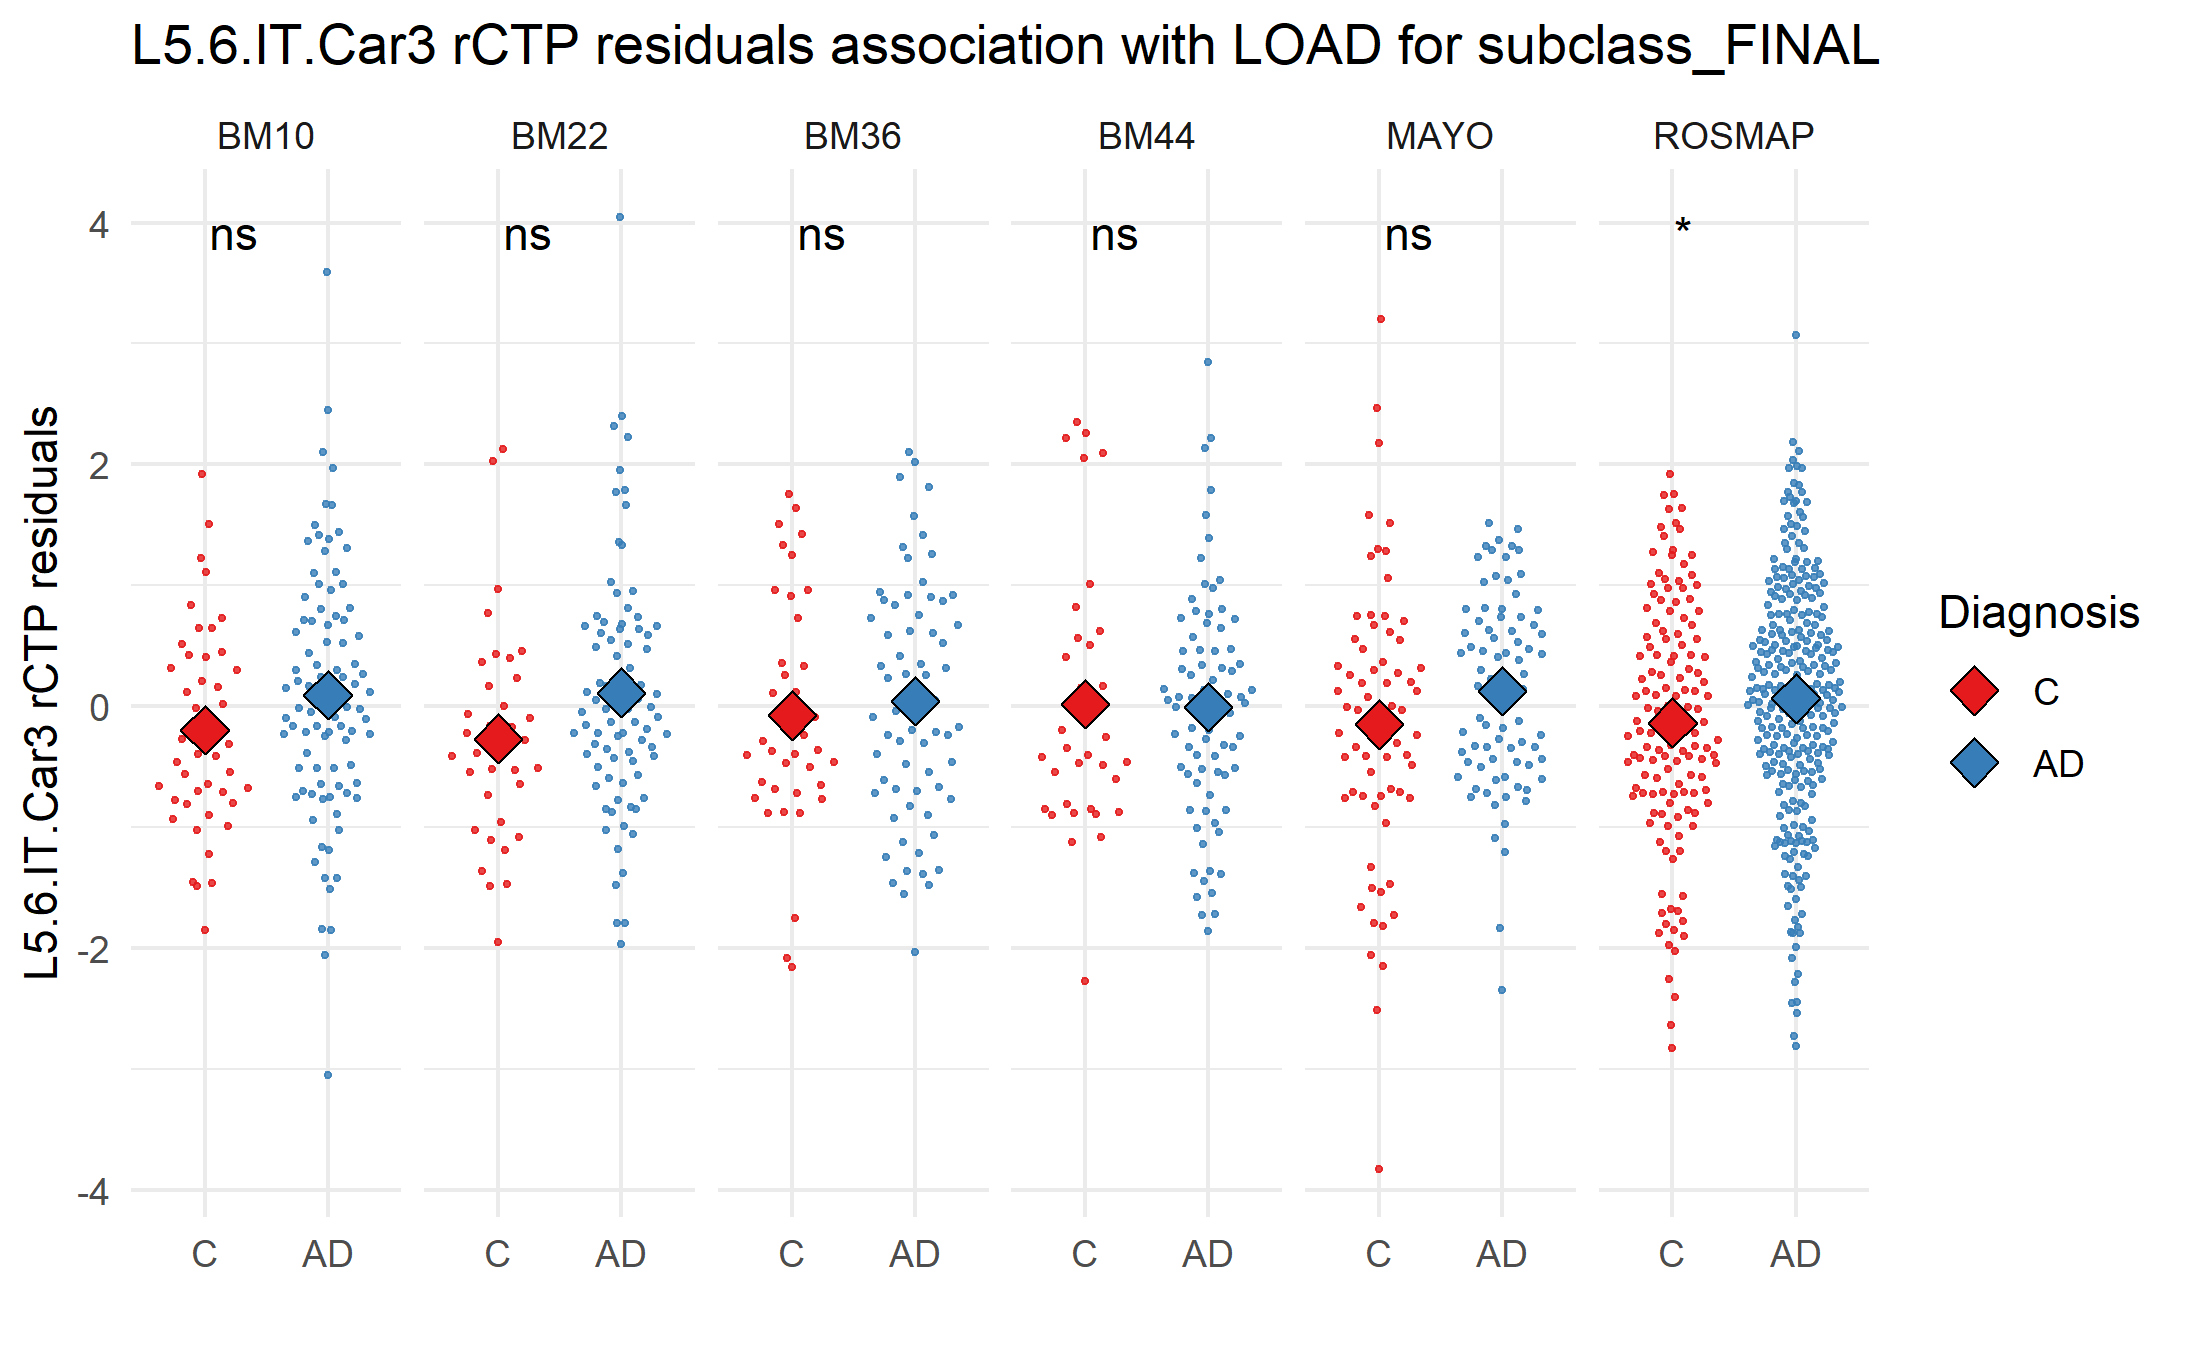 L5.6.IT.Car3 rCTP residuals association with LOAD for subclass_FINAL
BM10 BM22 BM36 BM44 MAYO ROSMAP
ns ns ns ns ns *
4
2
0
-2
-4
L5.6.IT.Car3 rCTP residuals
C AD C AD C AD C AD C AD C AD
Diagnosis
C
AD